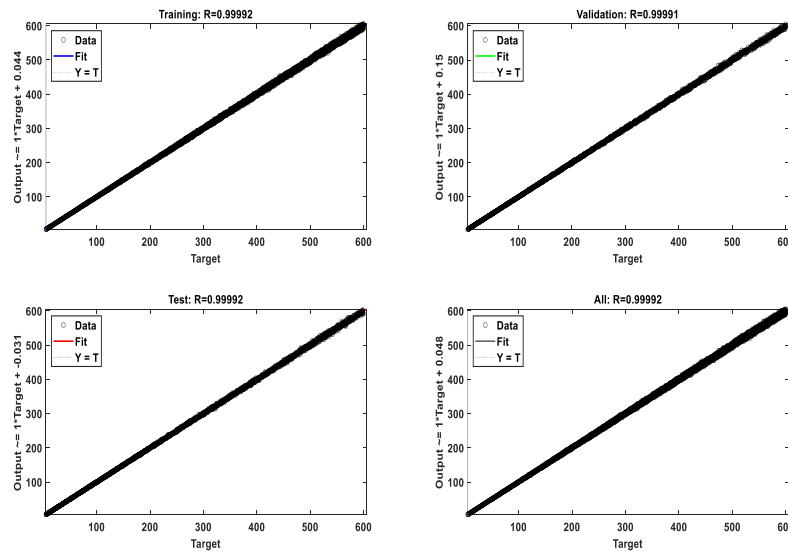 Training: R=0.99992
Output ~= 1*Target + 0.044
600
500
400
300
200
100
Data
Fit
Y = T
100 200 300 400 500 600
Target
Validation: R=0.99991
Output ~= 1*Target + 0.15
600
500
400
300
200
100
Data
Fit
Y = T
100 200 300 400 500 600
Target
Test: R=0.99992
Output ~= 1*Target + -0.031
600
500
400
300
200
100
Data
Fit
Y = T
100 200 300 400 500 600
Target
All: R=0.99992
Output ~= 1*Target + 0.048
600
500
400
300
200
100
Data
Fit
Y = T
100 200 300 400 500 600
Target